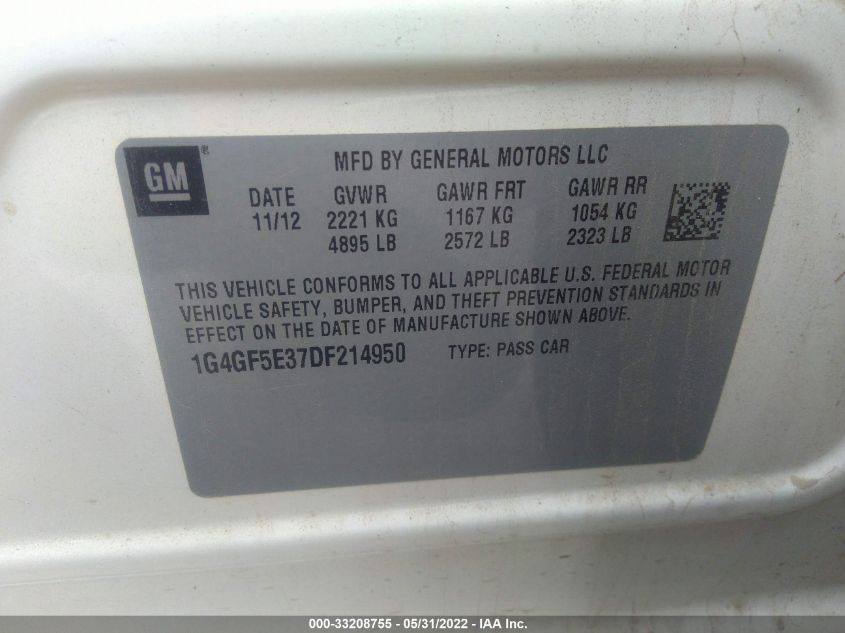 GM®
MFD BY GENERAL MOTORS LLC
DATE GVWR GAWR FRT GAWR RR
11/12 2221 KG 1167 KG 1054 KG
4895 LB 2572 LB 2323 LB
THIS VEHICLE CONFORMS TO ALL APPLICABLE U.S. FEDERAL MOTOR
VEHICLE SAFETY, BUMPER, AND THEFT PREVENTION STANDARDS IN
EFFECT ON THE DATE OF MANUFACTURE SHOWN ABOVE.
1G4GF5E37DF214950 TYPE: PASS CAR
000-33208755 - 05/31/2022 - IAA Inc.